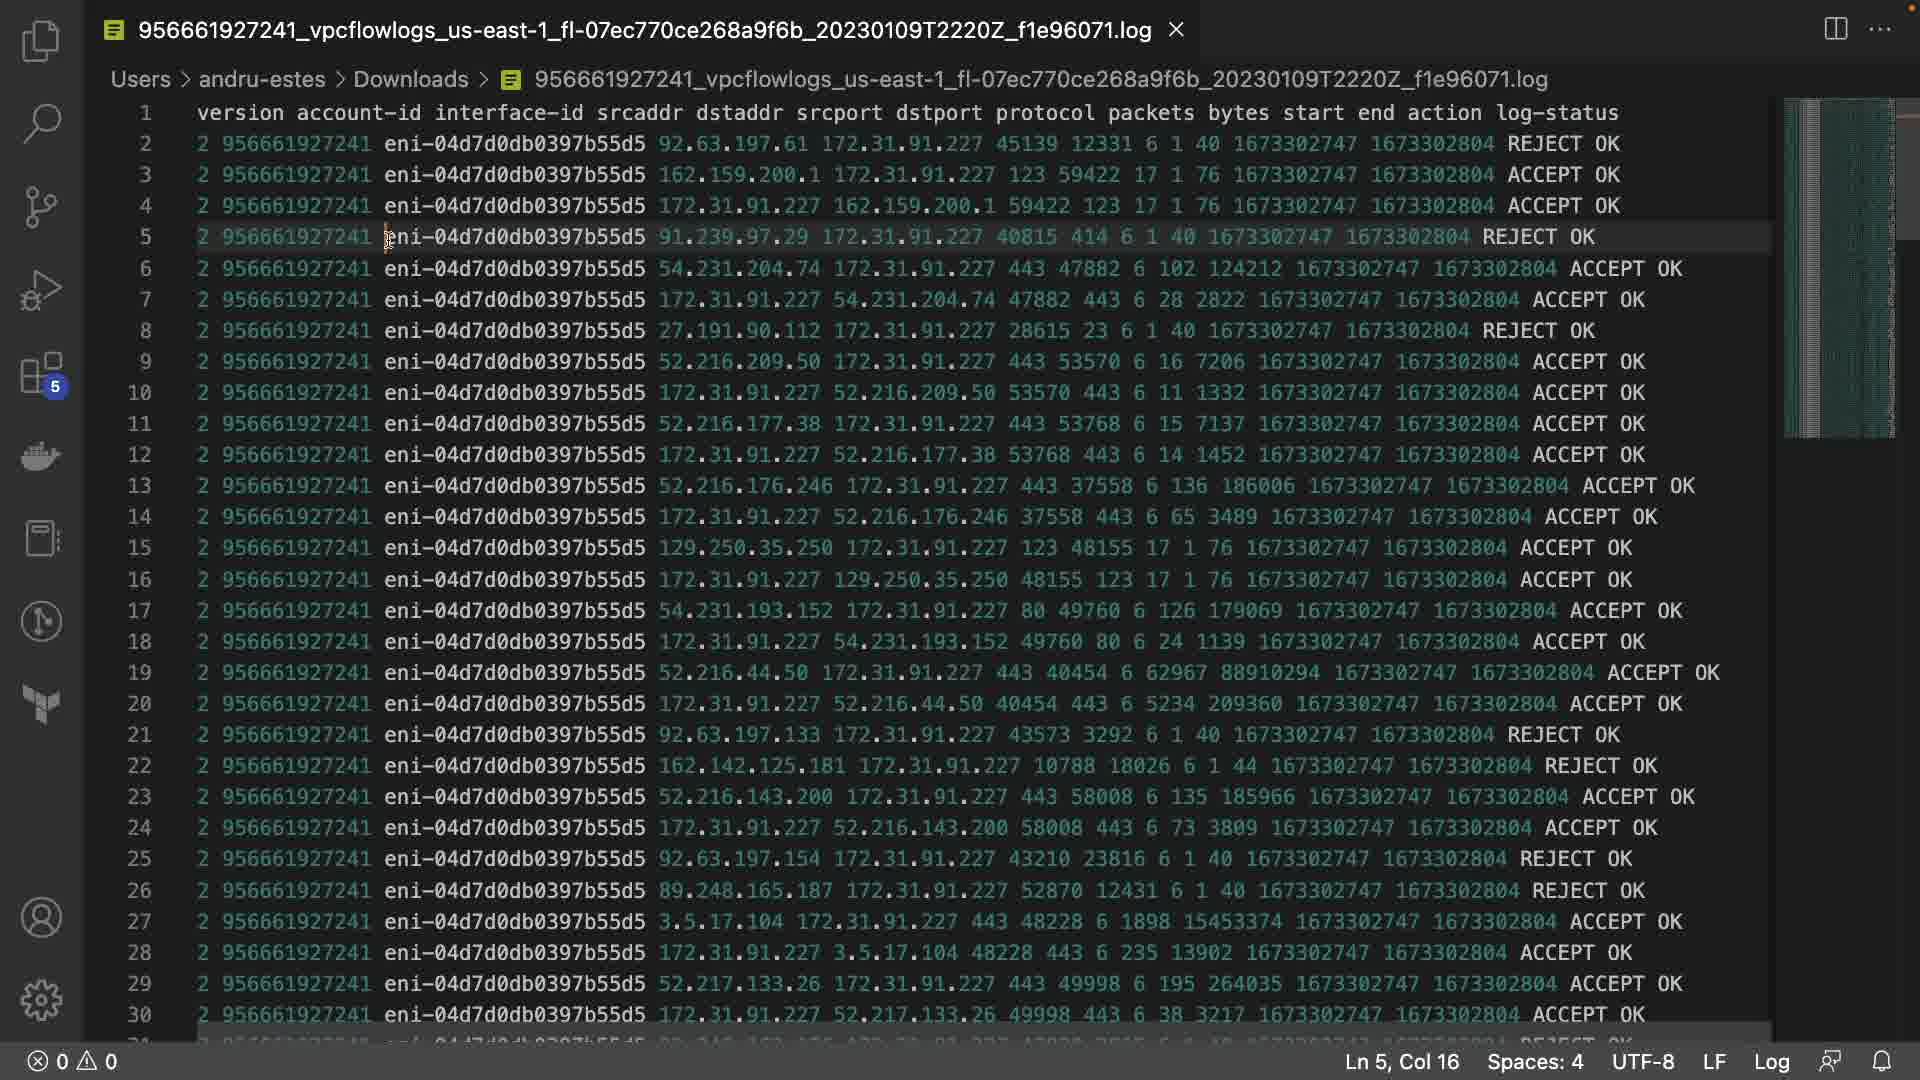 956661927241_vpcflowlogs_us-east-1_fl-07ec770ce268a9f6b_20230109T2220Z_f1e96071.log
Users > andru-estes > Downloads > 956661927241_vpcflowlogs_us-east-1_fl-07ec770ce268a9f6b_20230109T2220Z_f1e96071.log
1 version account-id interface-id srcaddr dstaddr srcport dstport protocol packets bytes start end action log-status
2 2 956661927241 eni-04d7d0db0397b55d5 92.63.197.61 172.31.91.227 45139 12331 6 1 40 1673302747 1673302804 REJECT OK
3 2 956661927241 eni-04d7d0db0397b55d5 162.159.200.1 172.31.91.227 123 59422 17 1 76 1673302747 1673302804 ACCEPT OK
4 2 956661927241 eni-04d7d0db0397b55d5 172.31.91.227 162.159.200.1 59422 123 17 1 76 1673302747 1673302804 ACCEPT OK
5 2 956661927241 eni-04d7d0db0397b55d5 91.239.97.29 172.31.91.227 40815 414 6 1 40 1673302747 1673302804 REJECT OK
6 2 956661927241 eni-04d7d0db0397b55d5 54.231.204.74 172.31.91.227 443 47882 6 102 124212 1673302747 1673302804 ACCEPT OK
7 2 956661927241 eni-04d7d0db0397b55d5 172.31.91.227 54.231.204.74 47882 443 6 28 2822 1673302747 1673302804 ACCEPT OK
8 2 956661927241 eni-04d7d0db0397b55d5 27.191.90.112 172.31.91.227 28615 23 6 1 40 1673302747 1673302804 REJECT OK
9 2 956661927241 eni-04d7d0db0397b55d5 52.216.209.50 172.31.91.227 443 53570 6 16 7206 1673302747 1673302804 ACCEPT OK
10 2 956661927241 eni-04d7d0db0397b55d5 172.31.91.227 52.216.209.50 53570 443 6 11 1332 1673302747 1673302804 ACCEPT OK
11 2 956661927241 eni-04d7d0db0397b55d5 52.216.177.38 172.31.91.227 443 53768 6 15 7137 1673302747 1673302804 ACCEPT OK
12 2 956661927241 eni-04d7d0db0397b55d5 172.31.91.227 52.216.177.38 53768 443 6 14 1452 1673302747 1673302804 ACCEPT OK
13 2 956661927241 eni-04d7d0db0397b55d5 52.216.176.246 172.31.91.227 443 37558 6 136 186006 1673302747 1673302804 ACCEPT OK
14 2 956661927241 eni-04d7d0db0397b55d5 172.31.91.227 52.216.176.246 37558 443 6 65 3489 1673302747 1673302804 ACCEPT OK
15 2 956661927241 eni-04d7d0db0397b55d5 129.250.35.250 172.31.91.227 123 48155 17 1 76 1673302747 1673302804 ACCEPT OK
16 2 956661927241 eni-04d7d0db0397b55d5 172.31.91.227 129.250.35.250 48155 123 17 1 76 1673302747 1673302804 ACCEPT OK
17 2 956661927241 eni-04d7d0db0397b55d5 54.231.193.152 172.31.91.227 80 49760 6 126 179069 1673302747 1673302804 ACCEPT OK
18 2 956661927241 eni-04d7d0db0397b55d5 172.31.91.227 54.231.193.152 49760 80 6 24 1139 1673302747 1673302804 ACCEPT OK
19 2 956661927241 eni-04d7d0db0397b55d5 52.216.44.50 172.31.91.227 443 40454 6 62967 88910294 1673302747 1673302804 ACCEPT OK
20 2 956661927241 eni-04d7d0db0397b55d5 172.31.91.227 52.216.44.50 40454 443 6 5234 209360 1673302747 1673302804 ACCEPT OK
21 2 956661927241 eni-04d7d0db0397b55d5 92.63.197.133 172.31.91.227 43573 3292 6 1 40 1673302747 1673302804 REJECT OK
22 2 956661927241 eni-04d7d0db0397b55d5 162.142.125.181 172.31.91.227 10788 18026 6 1 44 1673302747 1673302804 REJECT OK
23 2 956661927241 eni-04d7d0db0397b55d5 52.216.143.200 172.31.91.227 443 58008 6 135 185966 1673302747 1673302804 ACCEPT OK
24 2 956661927241 eni-04d7d0db0397b55d5 172.31.91.227 52.216.143.200 58008 443 6 73 3809 1673302747 1673302804 ACCEPT OK
25 2 956661927241 eni-04d7d0db0397b55d5 92.63.197.154 172.31.91.227 43210 23816 6 1 40 1673302747 1673302804 REJECT OK
26 2 956661927241 eni-04d7d0db0397b55d5 89.248.165.187 172.31.91.227 52870 12431 6 1 40 1673302747 1673302804 REJECT OK
27 2 956661927241 eni-04d7d0db0397b55d5 3.5.17.104 172.31.91.227 443 48228 6 1898 15453374 1673302747 1673302804 ACCEPT OK
28 2 956661927241 eni-04d7d0db0397b55d5 172.31.91.227 3.5.17.104 48228 443 6 235 13902 1673302747 1673302804 ACCEPT OK
29 2 956661927241 eni-04d7d0db0397b55d5 52.217.133.26 172.31.91.227 443 49998 6 195 264035 1673302747 1673302804 ACCEPT OK
30 2 956661927241 eni-04d7d0db0397b55d5 172.31.91.227 52.217.133.26 49998 443 6 38 3217 1673302747 1673302804 ACCEPT OK
5
0 0 Ln 5, Col 16 Spaces: 4 UTF-8 LF Log